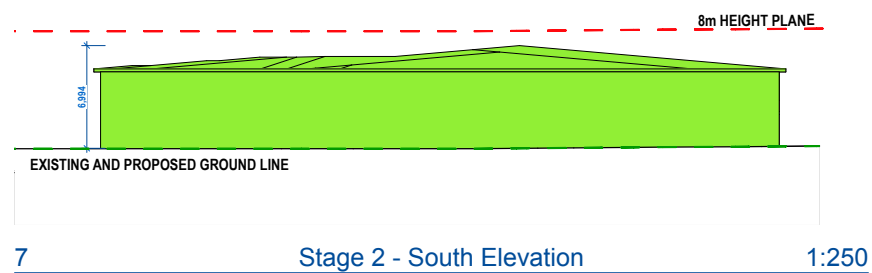 8m HEIGHT PLANE
6,994
EXISTING AND PROPOSED GROUND LINE
7 Stage 2 - South Elevation 1:250